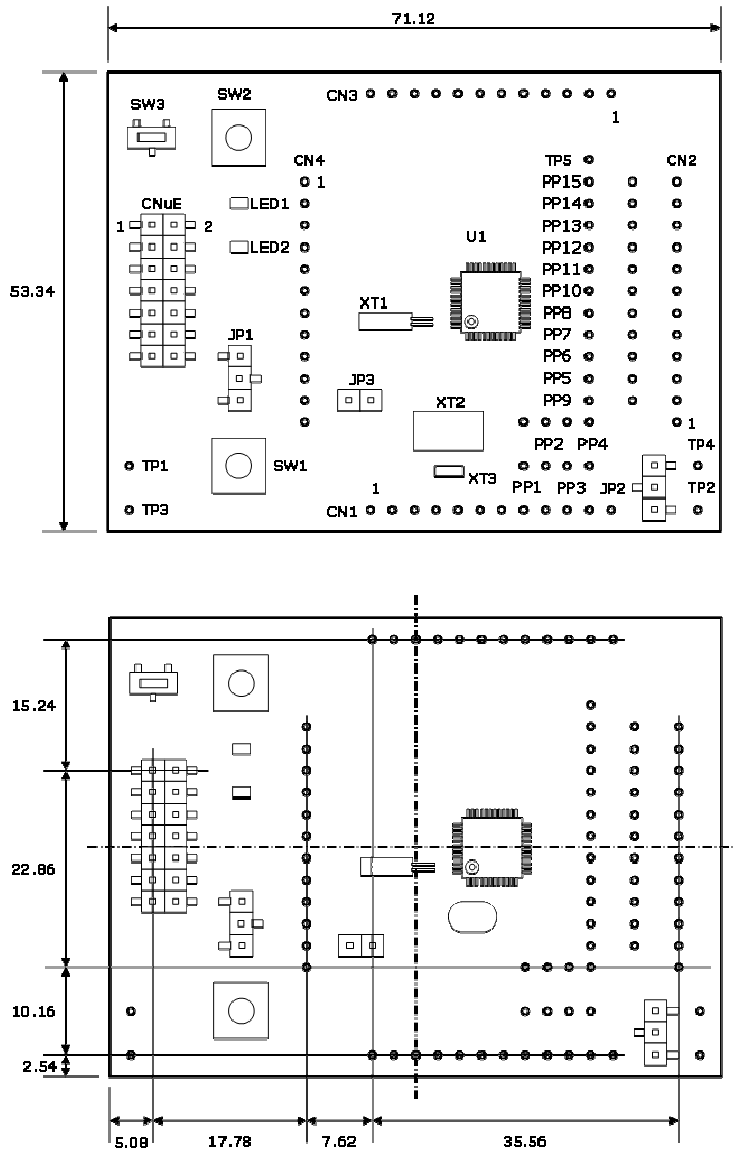 71.12
SW3
SW2
CN3
1
CN4
1
TP5
CN2
PP15
LED1
PP14
CNuE
1
2
PP13
U1
LED2
PP12
PP11
53.34
PP10
XT1
PP8
JP1
PP7
PP6
JP3
PP5
XT2
PP9
1
PP2
PP4
TP4
TP1
SW1
XT3
PP1
PP3
JP2
TP2
1
TP3
CN1
15.24
22.86
10.16
2.54
5.08
17.78
7.62
35.56